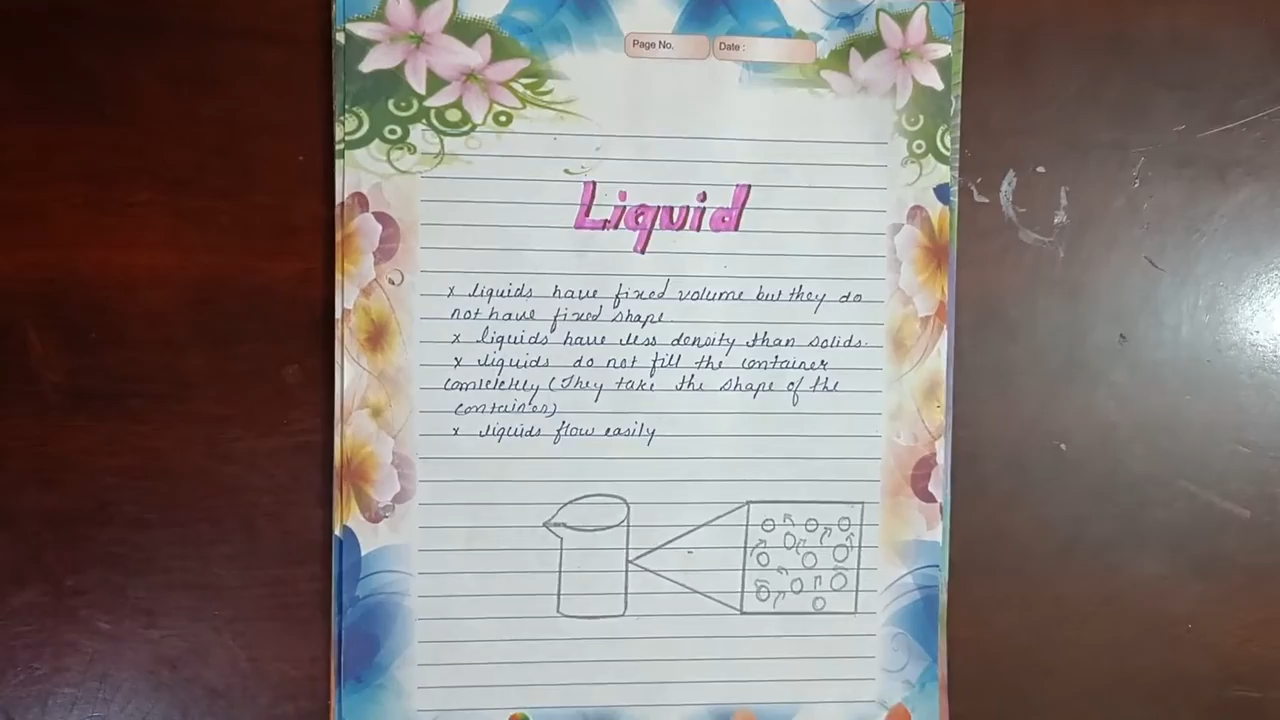 Page No.
Date :
Liquid
x liquids have fixed volume but they do
not have fixed shape.
x liquids have less density than solids.
x liquids do not fill the container
comletetly (They take the shape of the
container)
x liquids flow easily